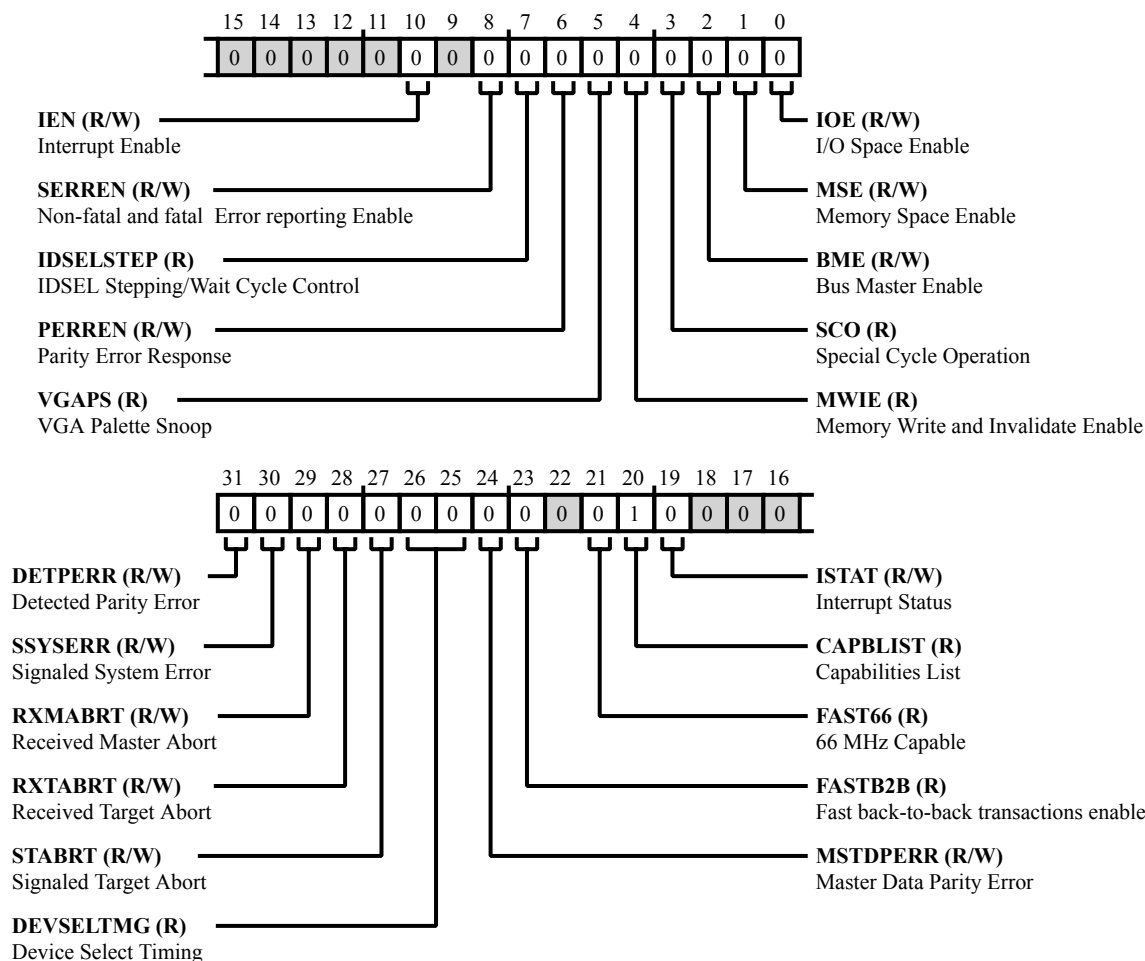 15 14 13 12 11 10 9 8 7 6 5 4 3 2 1 0
0 0 0 0 0 0 0 0 0 0 0 0 0 0 0 0
IEN (R/W)
Interrupt Enable
SERREN (R/W)
Non-fatal and fatal Error reporting Enable
IDSELSTEP (R)
IDSEL Stepping/Wait Cycle Control
PERREN (R/W)
Parity Error Response
VGAPS (R)
VGA Palette Snoop
IOE (R/W)
I/O Space Enable
MSE (R/W)
Memory Space Enable
BME (R/W)
Bus Master Enable
SCO (R)
Special Cycle Operation
MWIE (R)
Memory Write and Invalidate Enable
31 30 29 28 27 26 25 24 23 22 21 20 19 18 17 16
0 0 0 0 0 0 0 0 0 0 0 1 0 0 0 0
DETPERR (R/W)
Detected Parity Error
SSYSERR (R/W)
Signaled System Error
RXMABRT (R/W)
Received Master Abort
RXTABRT (R/W)
Received Target Abort
STABRT (R/W)
Signaled Target Abort
DEVSELTMG (R)
Device Select Timing
ISTAT (R/W)
Interrupt Status
CAPBLIST (R)
Capabilities List
FAST66 (R)
66 MHz Capable
FASTB2B (R)
Fast back-to-back transactions enable
MSTDPERR (R/W)
Master Data Parity Error